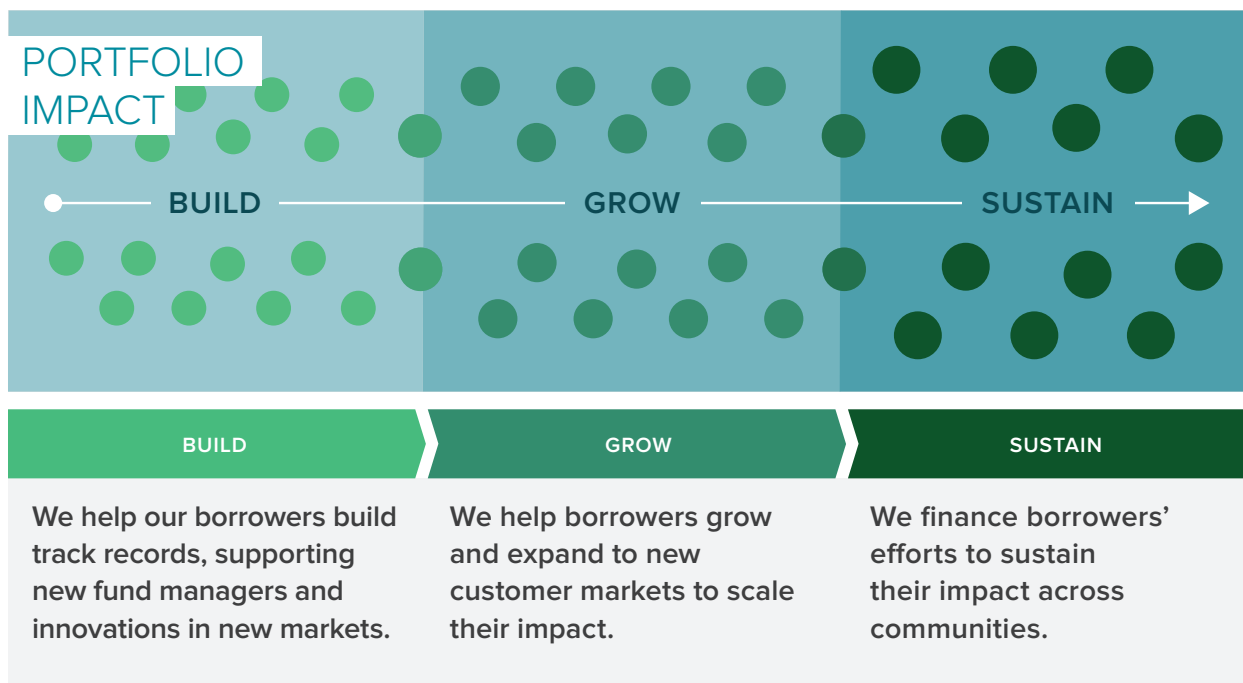 PORTFOLIO
IMPACT
BUILD
GROW
SUSTAIN
BUILD
GROW
SUSTAIN
We help our borrowers build
track records, supporting
new fund managers and
innovations in new markets.
We help borrowers grow
and expand to new
customer markets to scale
their impact.
We finance borrowers’
efforts to sustain
their impact across
communities.